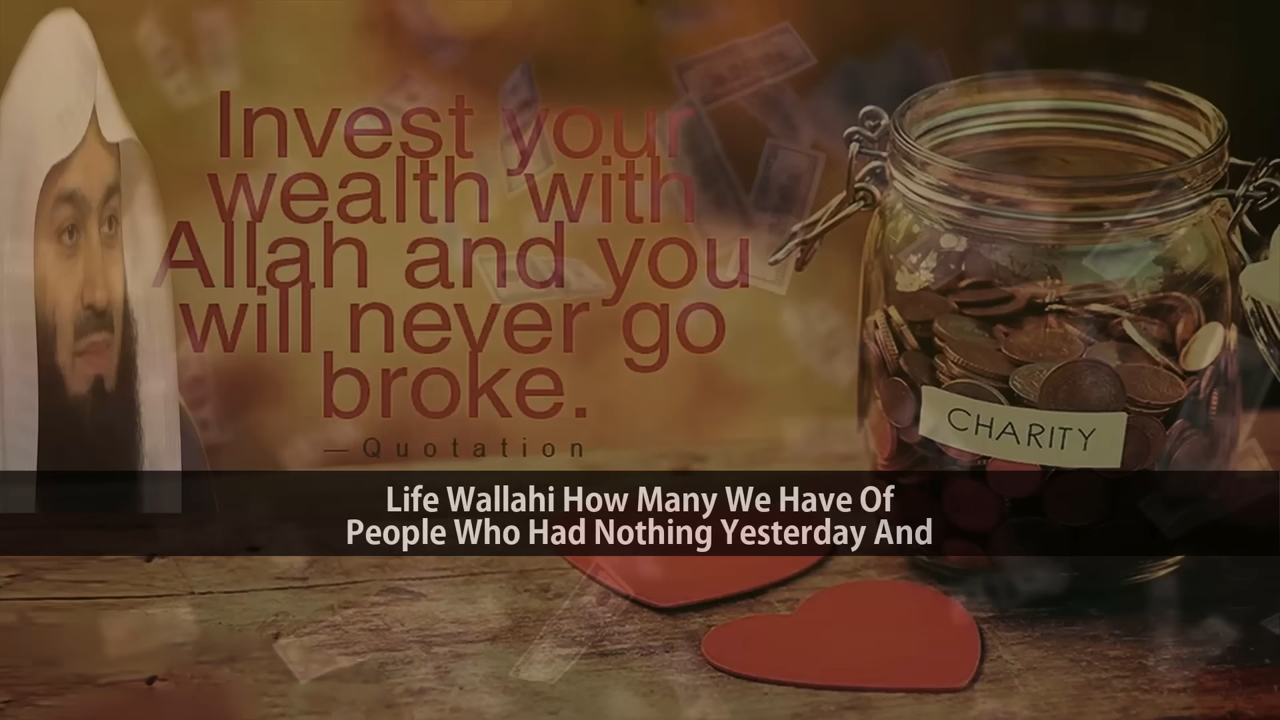 Invest your
wealth with
Allah and you
will never go
broke.
—Quotation
CHARITY
Life Wallahi How Many We Have Of
People Who Had Nothing Yesterday And